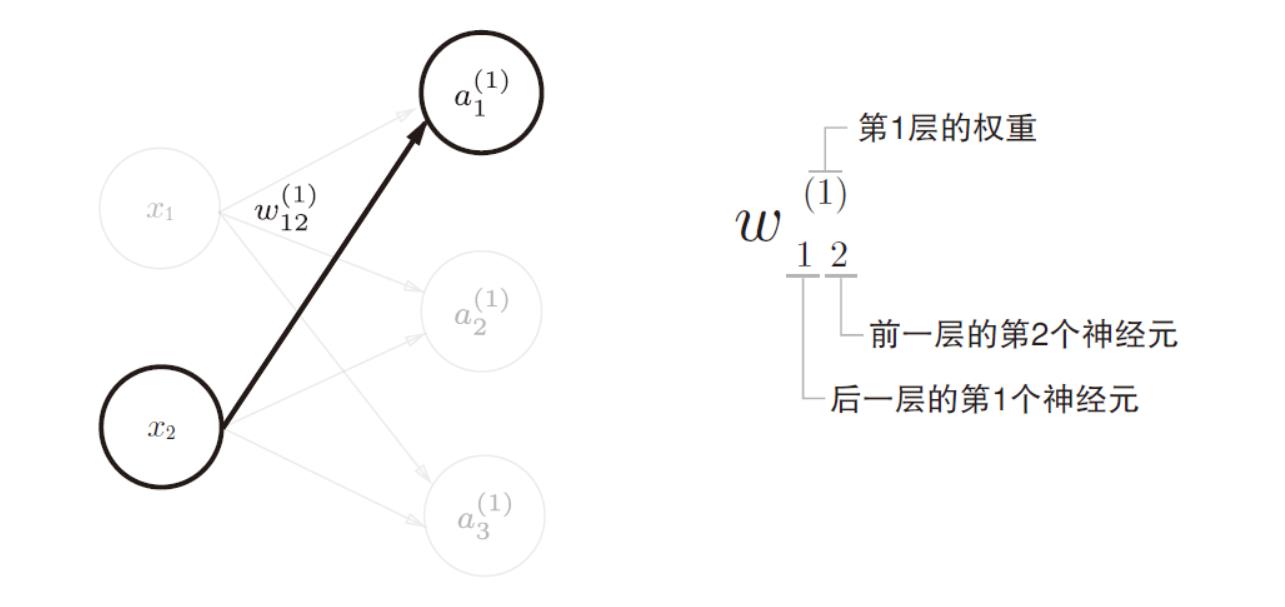 a_1^{(1)}
第1层的权重
x_1
w_{12}^{(1)}
w_{1 2}^{(1)}
a_2^{(1)}
前一层的第2个神经元
后一层的第1个神经元
x_2
a_3^{(1)}